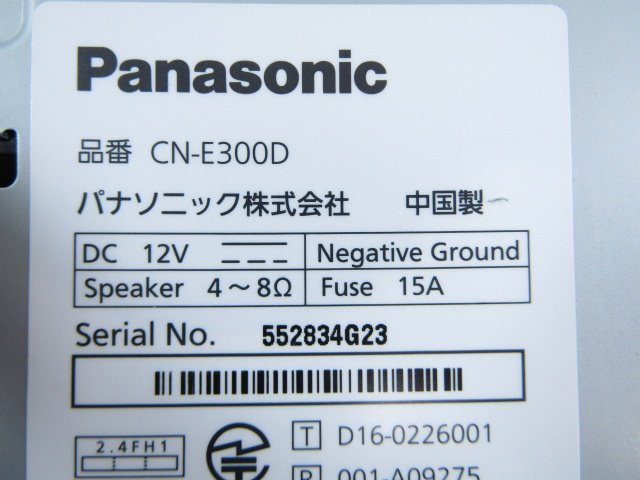 Panasonic
品番 CN-E300D
パナソニック株式会社 中国製
DC 12V Negative Ground
Speaker 4～8Ω Fuse 15A
Serial No. 552834G23
2.4FH1
T D16-0226001
R 001-A09275